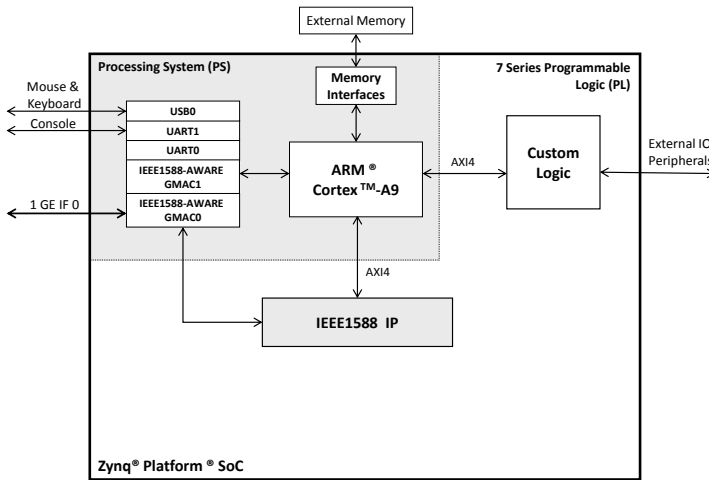 External Memory
Processing System (PS)
7 Series Programmable
Logic (PL)
Memory
Interfaces
Mouse &
Keyboard
USB0
Console
UART1
UART0
IEEE1588-AWARE
GMAC1
1 GE IF 0
IEEE1588-AWARE
GMAC0
ARM ®
Cortex ™-A9
AXI4
Custom
Logic
External IO
Peripherals
AXI4
IEEE1588 IP
Zynq® Platform ® SoC